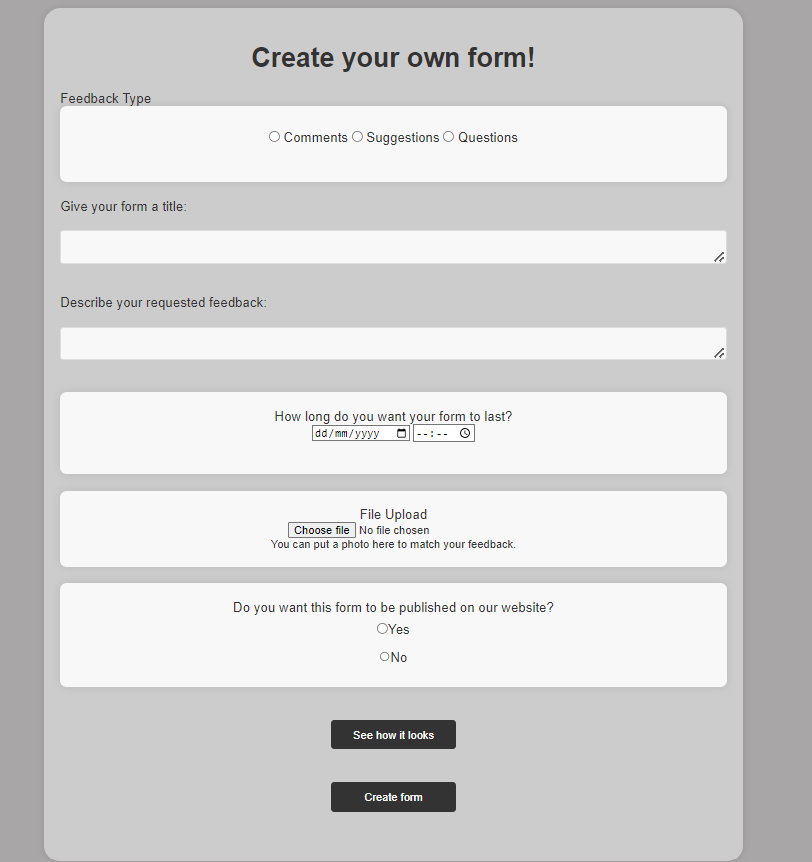 Create your own form!
Feedback Type
Comments Suggestions Questions
Give your form a title:
Describe your requested feedback:
How long do you want your form to last?
dd/mm/yyyy --:--
File Upload
Choose file No file chosen
You can put a photo here to match your feedback.
Do you want this form to be published on our website?
Yes
No
See how it looks
Create form